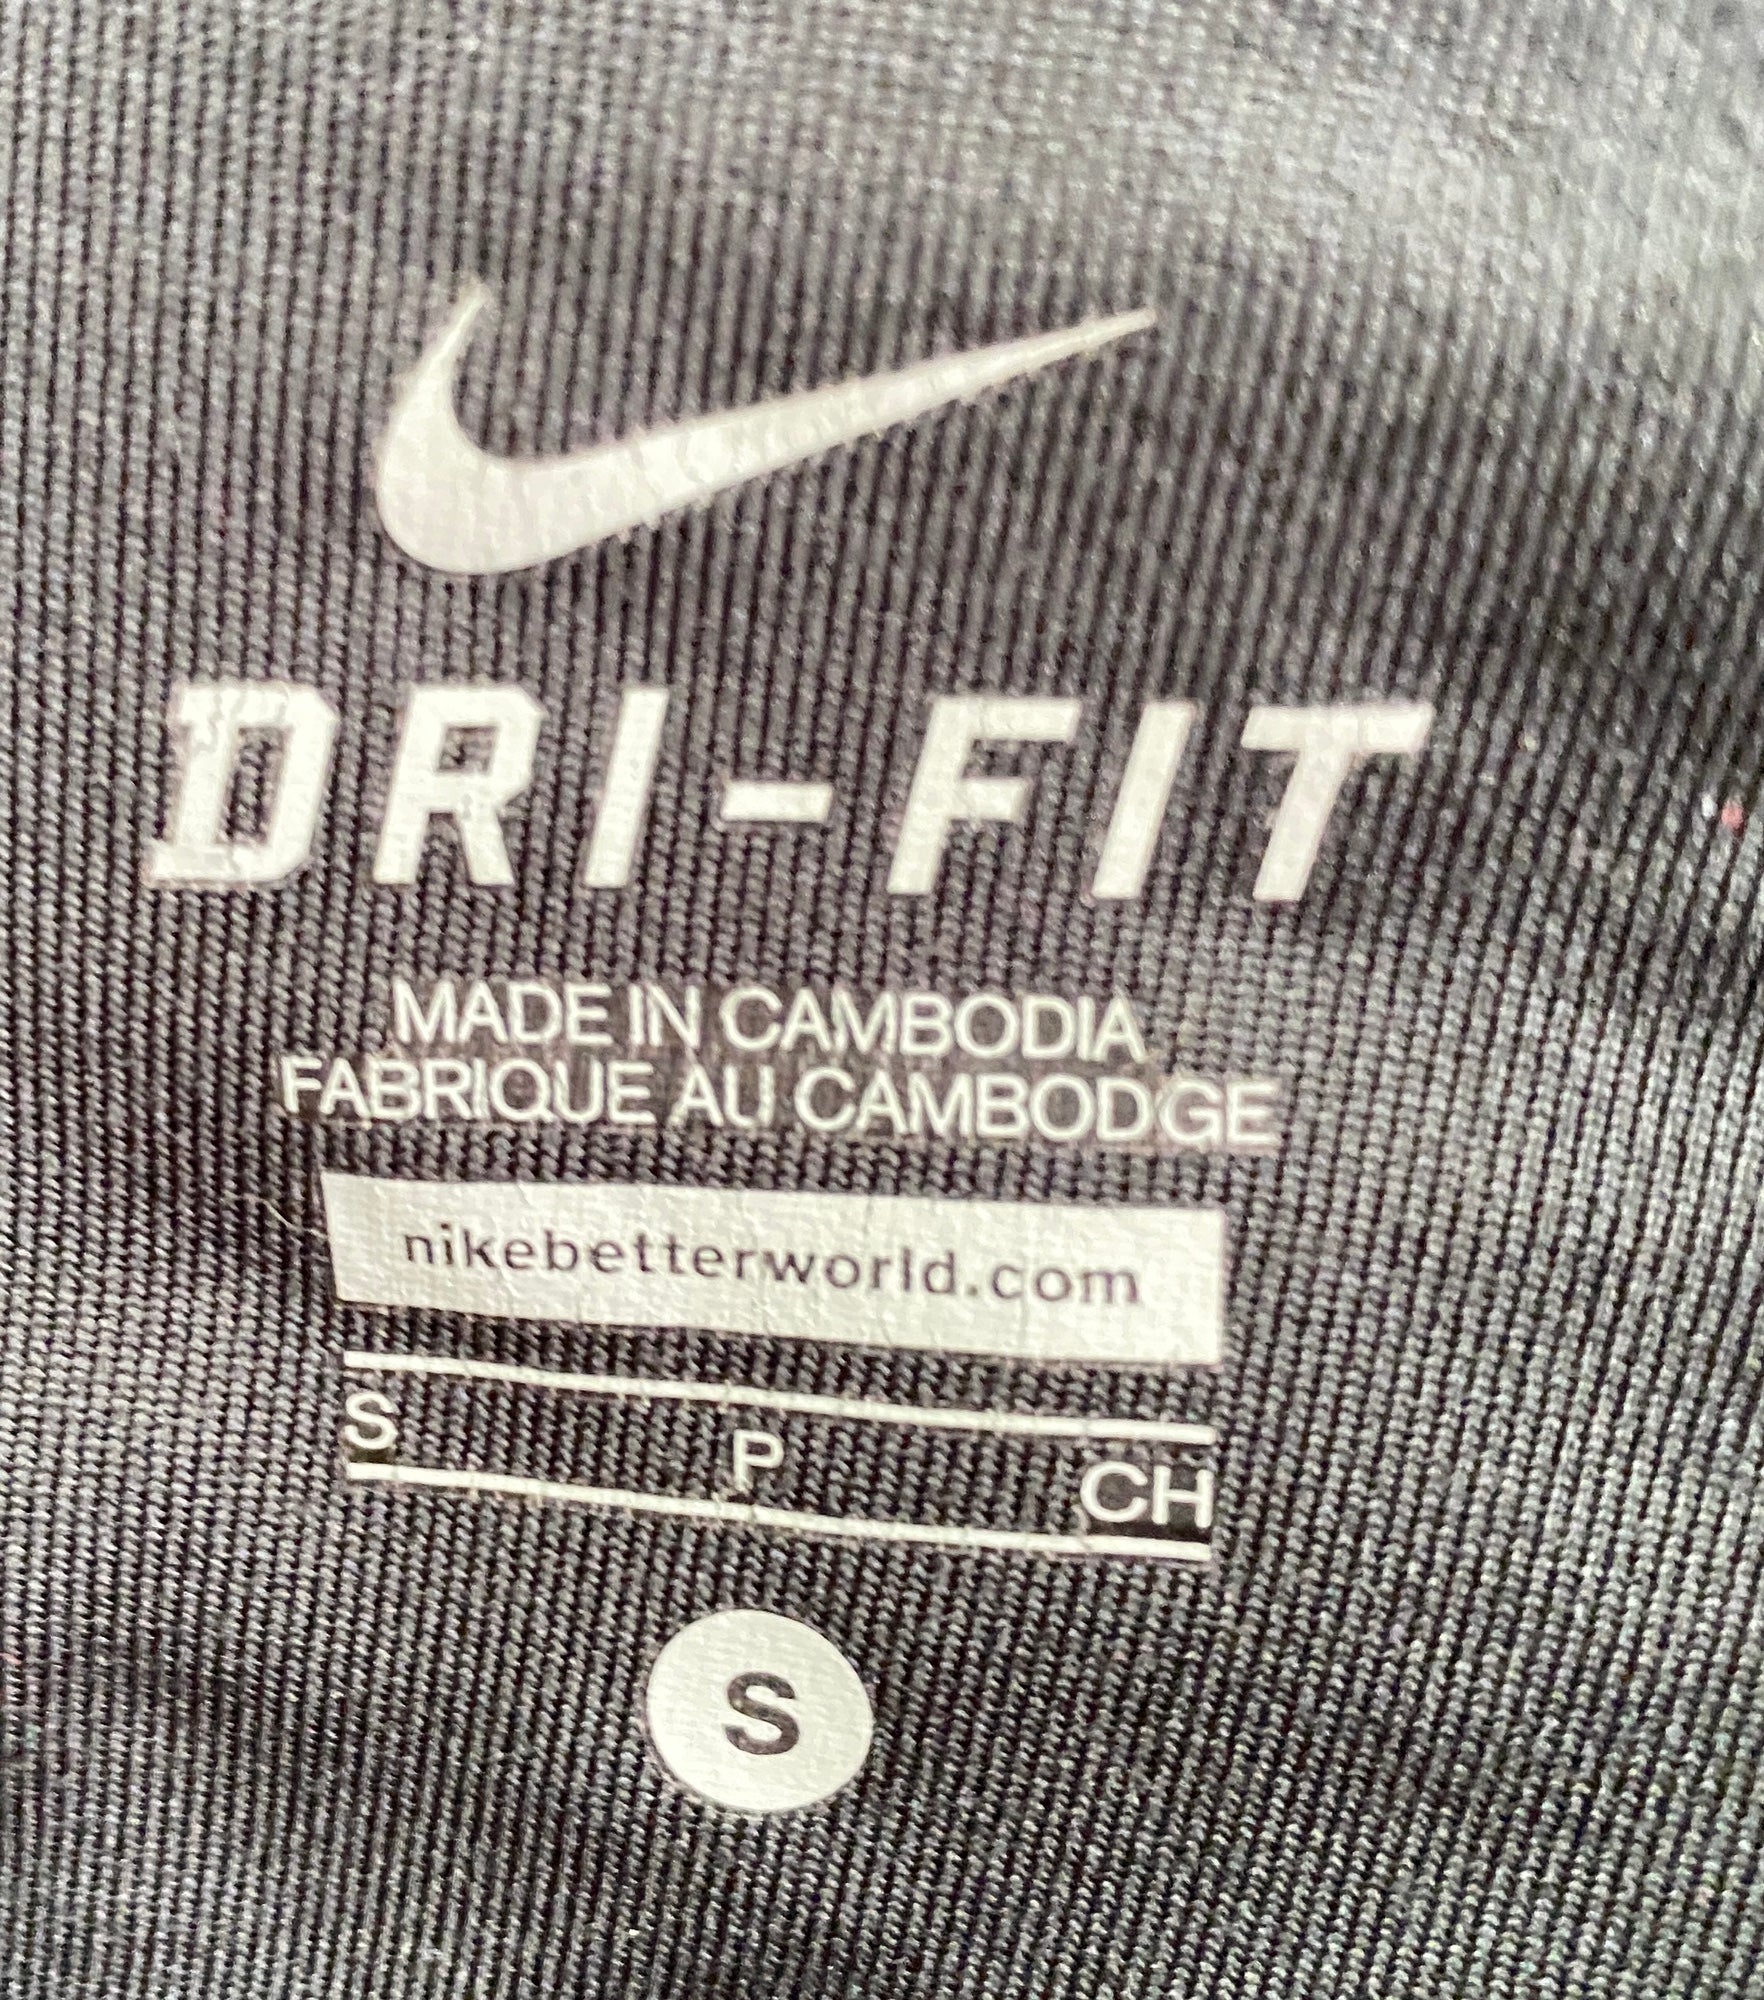 DRI-FIT
MADE IN CAMBODIA
FABRIQUE AU CAMBODGE
nikebetterworld.com
S P CH
S